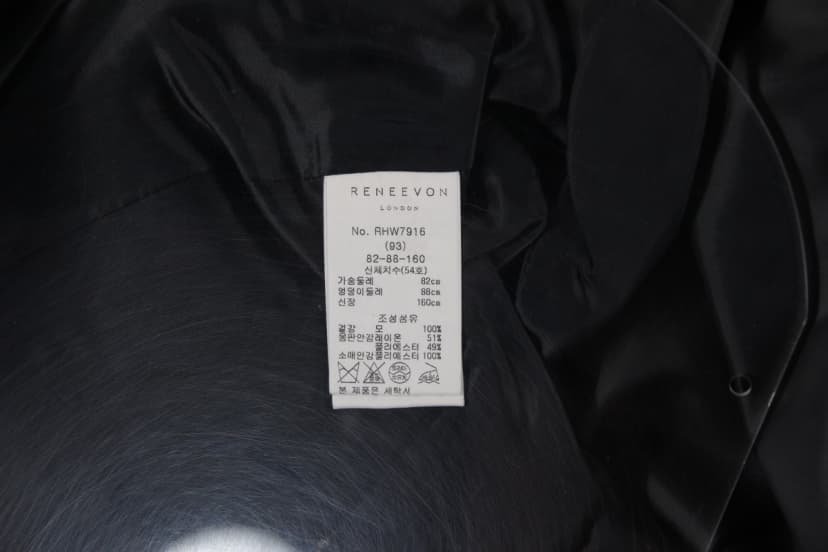 RENEEVON
LONDON
No. RHW7916
(93)
82-88-160
신체치수(54호)
가슴둘레 82cm
엉덩이둘레 88cm
신장 160cm
조성섬유
겉감 모 100%
몸판안감레이온 51%
폴리에스터 49%
소매안감폴리에스터 100%
본 제품은 세탁시